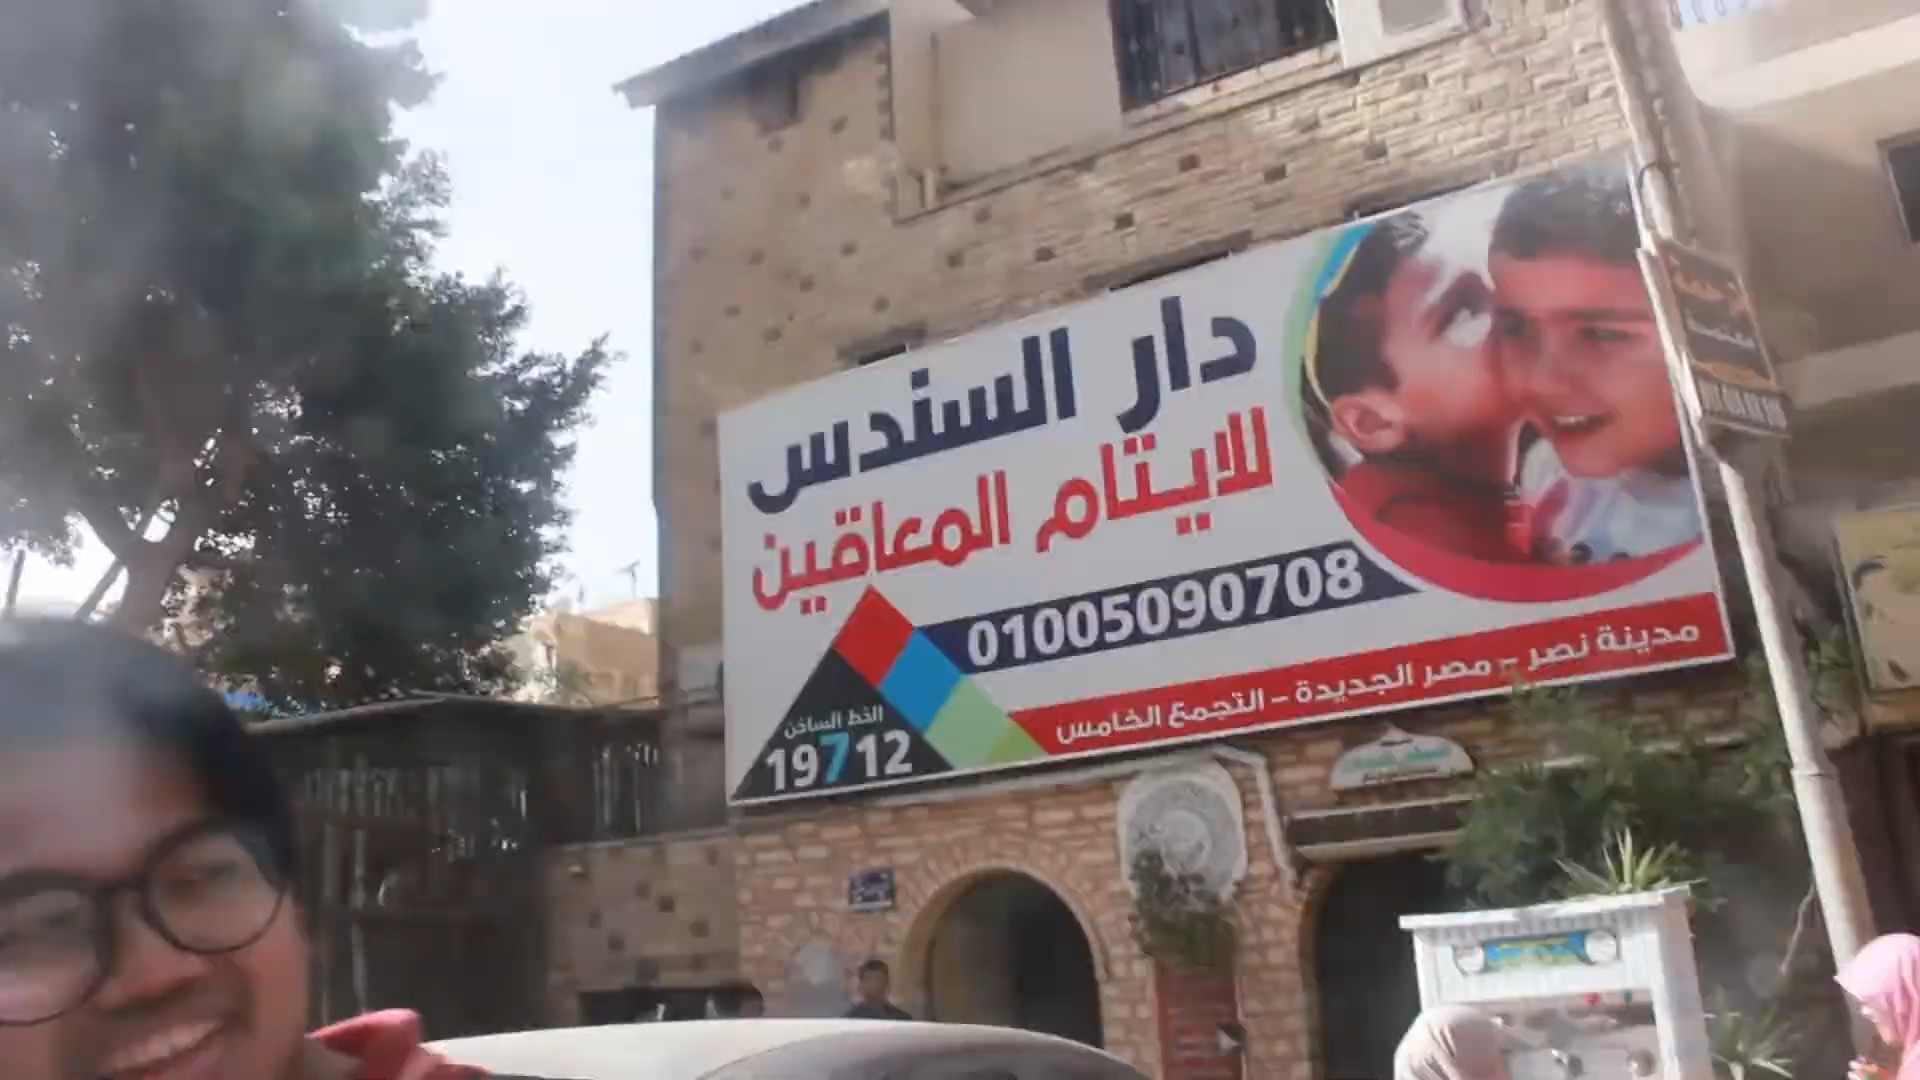 دار السندس
للايتام المعاقين
01005090708
مدينة نصر - مصر الجديدة - التجمع الخامس
الخط الساخن
19712